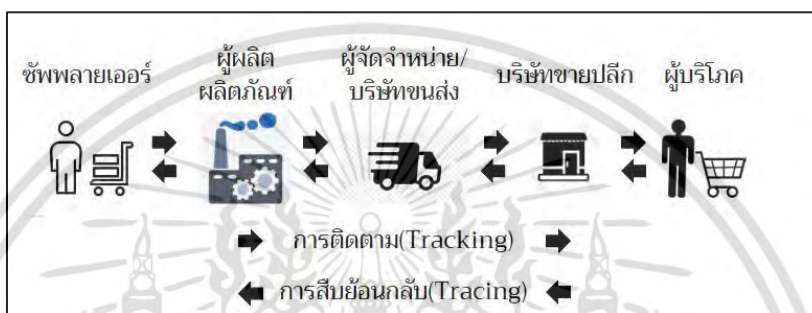 ซัพพลายเออร์
ผู้ผลิต
ผลิตภัณฑ์
ผู้จัดจำหน่าย/
บริษัทขนส่ง
บริษัทขายปลีก
ผู้บริโภค
การติดตาม(Tracking)
การสืบย้อนกลับ(Tracing)